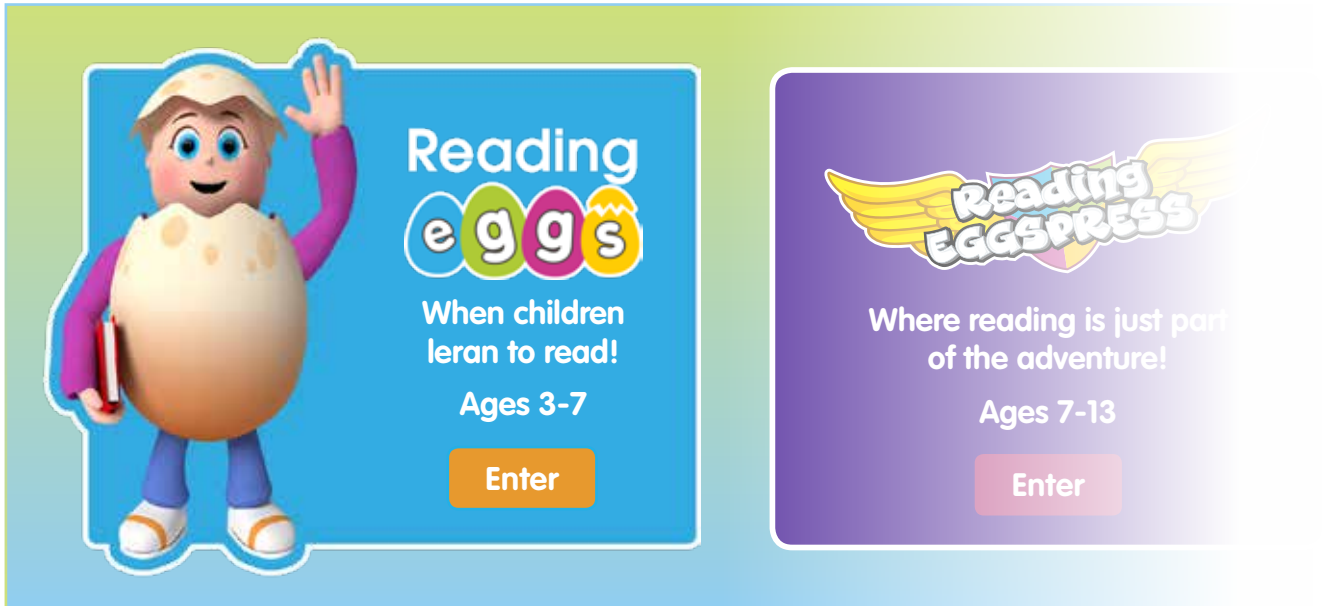 Reading
eggs
When children
leran to read!
Ages 3-7
Enter
Reading
EGGSPRESS
Where reading is just part
of the adventure!
Ages 7-13
Enter